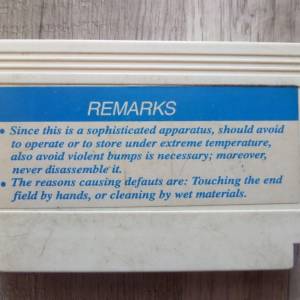 REMARKS
• Since this is a sophisticated apparatus, should avoid
to operate or to store under extreme temperature,
also avoid violent bumps is necessary; moreover,
never disassemble it.
• The reasons causing defauts are: Touching the end
field by hands, or cleaning by wet materials.